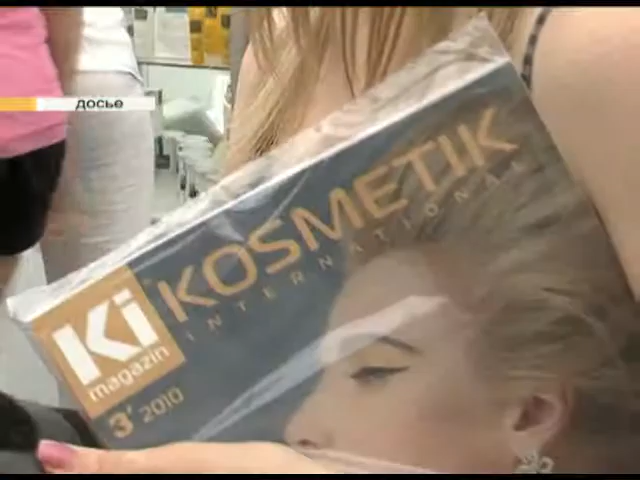 досье
KOSMETIK
INTERNATIONAL
Ki
magazin
3' 2010